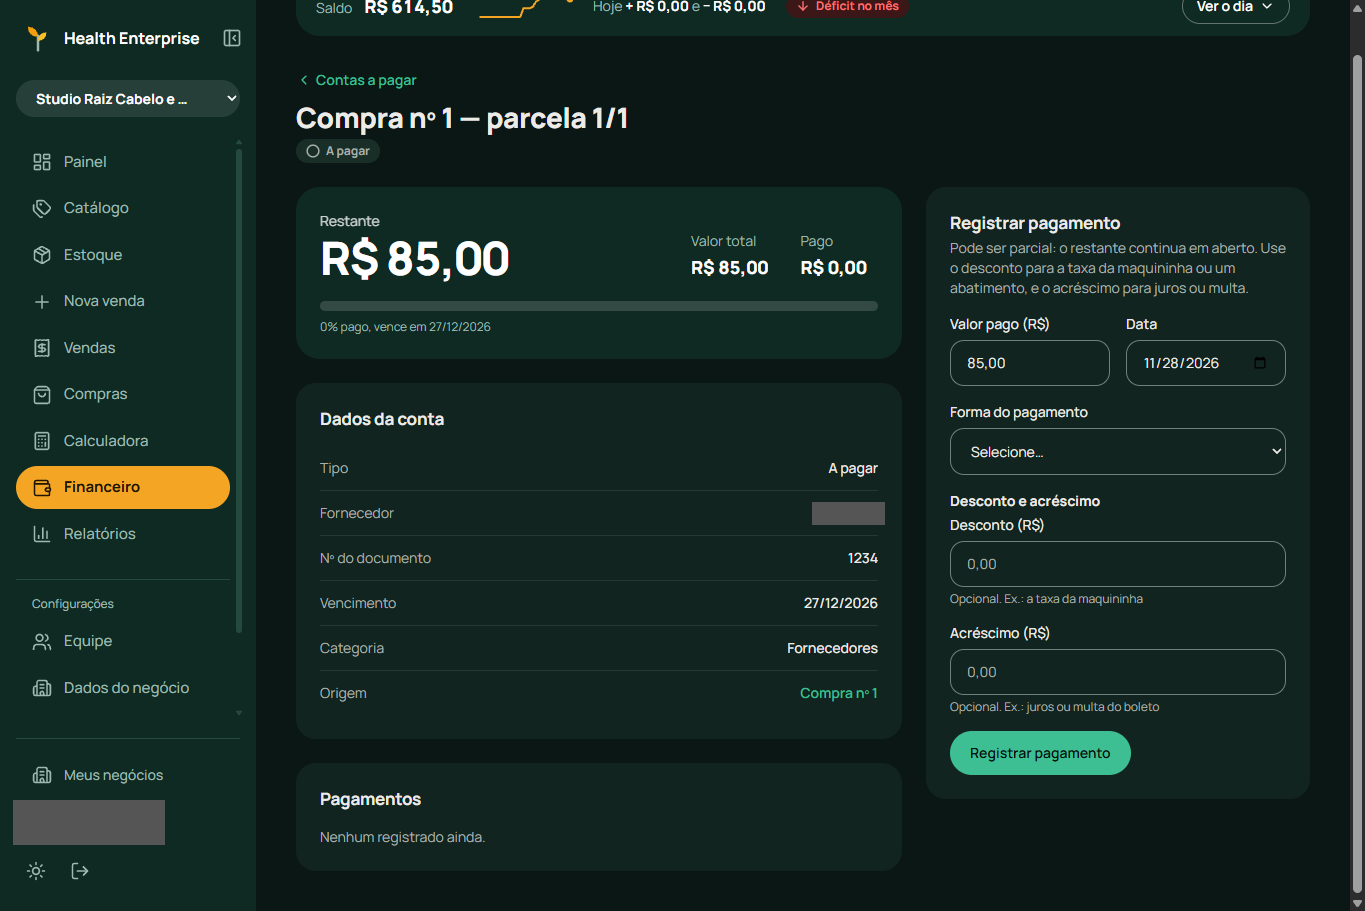 Health Enterprise
Studio Raiz Cabelo e ...
Painel
Catálogo
Estoque
Nova venda
Vendas
Compras
Calculadora
Financeiro
Relatórios
Configurações
Equipe
Dados do negócio
Meus negócios
Saldo R$ 614,50
Hoje + R$ 0,00 e − R$ 0,00
Déficit no mês
Ver o dia
Contas a pagar
Compra nº 1 — parcela 1/1
A pagar
Restante
R$ 85,00
Valor total
R$ 85,00
Pago
R$ 0,00
0% pago, vence em 27/12/2026
Dados da conta
Tipo A pagar
Fornecedor
Nº do documento 1234
Vencimento 27/12/2026
Categoria Fornecedores
Origem Compra nº 1
Pagamentos
Nenhum registrado ainda.
Registrar pagamento
Pode ser parcial: o restante continua em aberto. Use
o desconto para a taxa da maquininha ou um
abatimento, e o acréscimo para juros ou multa.
Valor pago (R$)
85,00
Data
11/28/2026
Forma do pagamento
Selecione...
Desconto e acréscimo
Desconto (R$)
0,00
Opcional. Ex.: a taxa da maquininha
Acréscimo (R$)
0,00
Opcional. Ex.: juros ou multa do boleto
Registrar pagamento